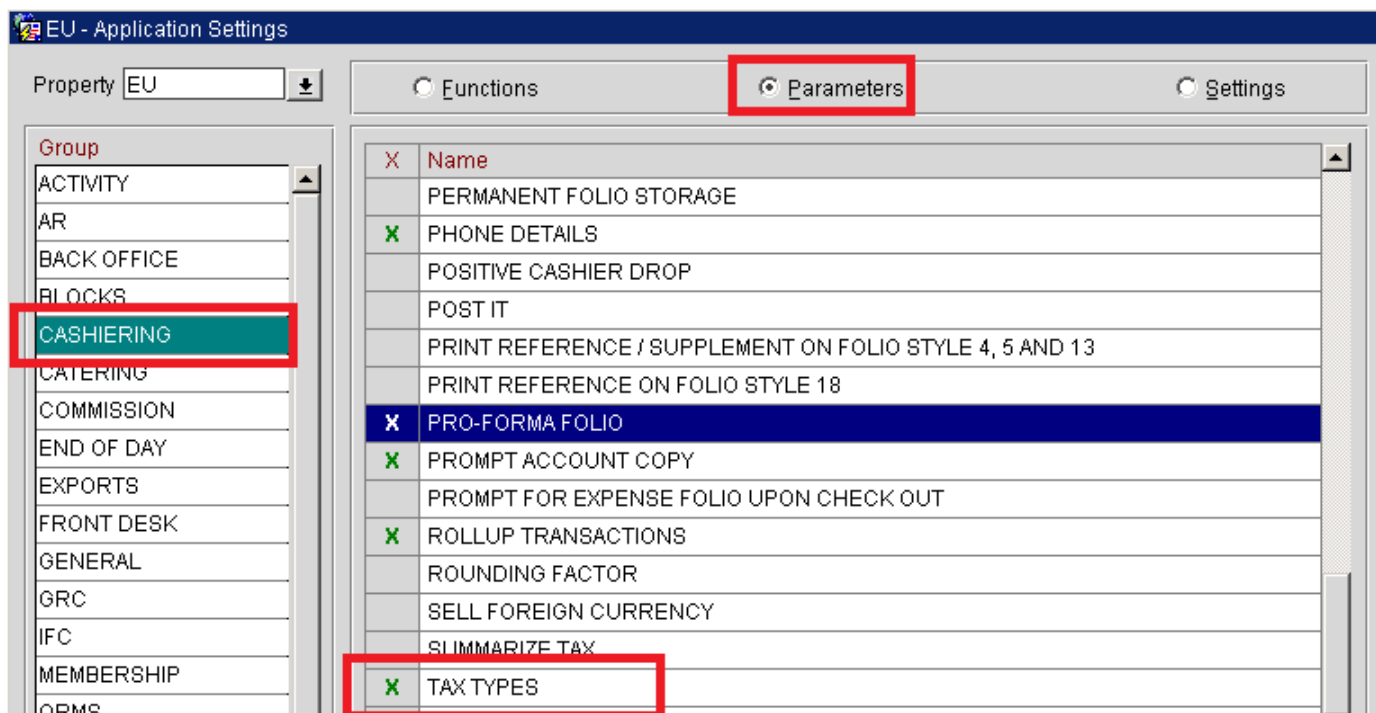 EU - Application Settings
Property EU
Functions
Parameters
Settings
Group
ACTIVITY
AR
BACK OFFICE
BLOCKS
CASHIERING
CATERING
COMMISSION
END OF DAY
EXPORTS
FRONT DESK
GENERAL
GRC
IFC
MEMBERSHIP
ORMS
X Name
PERMANENT FOLIO STORAGE
X PHONE DETAILS
POSITIVE CASHIER DROP
POST IT
PRINT REFERENCE / SUPPLEMENT ON FOLIO STYLE 4, 5 AND 13
PRINT REFERENCE ON FOLIO STYLE 18
X PRO-FORMA FOLIO
X PROMPT ACCOUNT COPY
PROMPT FOR EXPENSE FOLIO UPON CHECK OUT
X ROLLUP TRANSACTIONS
ROUNDING FACTOR
SELL FOREIGN CURRENCY
SUMMARIZE TAX
X TAX TYPES